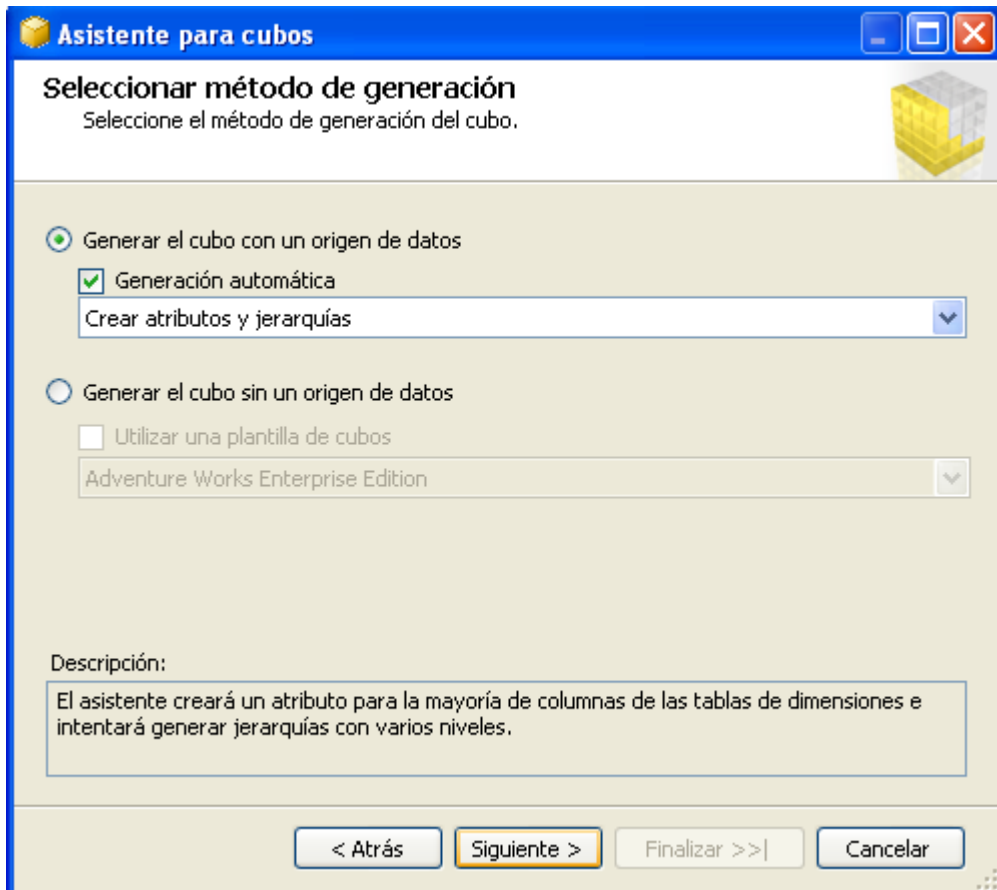 Asistente para cubos
Seleccionar método de generación
Seleccione el método de generación del cubo.
Generar el cubo con un origen de datos
Generación automática
Crear atributos y jerarquías
Generar el cubo sin un origen de datos
Utilizar una plantilla de cubos
Adventure Works Enterprise Edition
Descripción:
El asistente creará un atributo para la mayoría de columnas de las tablas de dimensiones e
intentará generar jerarquías con varios niveles.
< Atrás Siguiente > Finalizar >>| Cancelar